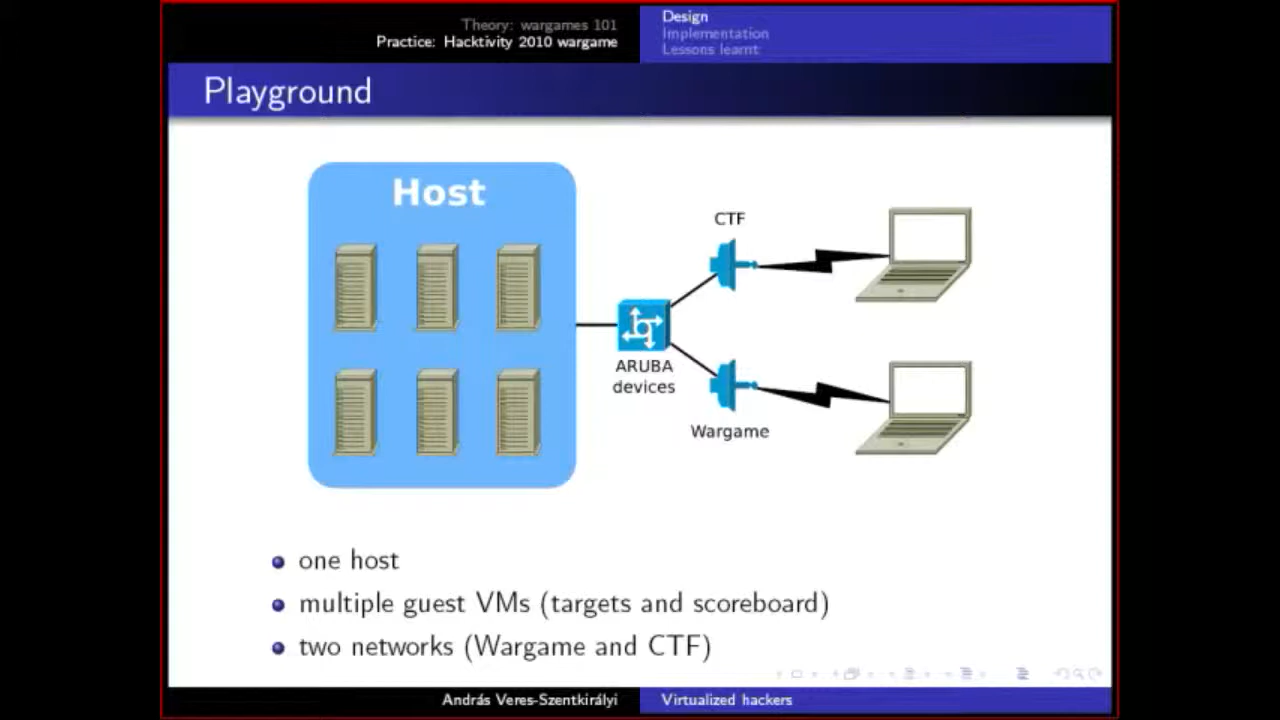 Theory: wargames 101
Practice: Hacktivity 2010 wargame
Design
Implementation
Lessons learnt
Playground
Host
CTF
ARUBA
devices
Wargame
one host
multiple guest VMs (targets and scoreboard)
two networks (Wargame and CTF)
András Veres-Szentkirályi
Virtualized hackers